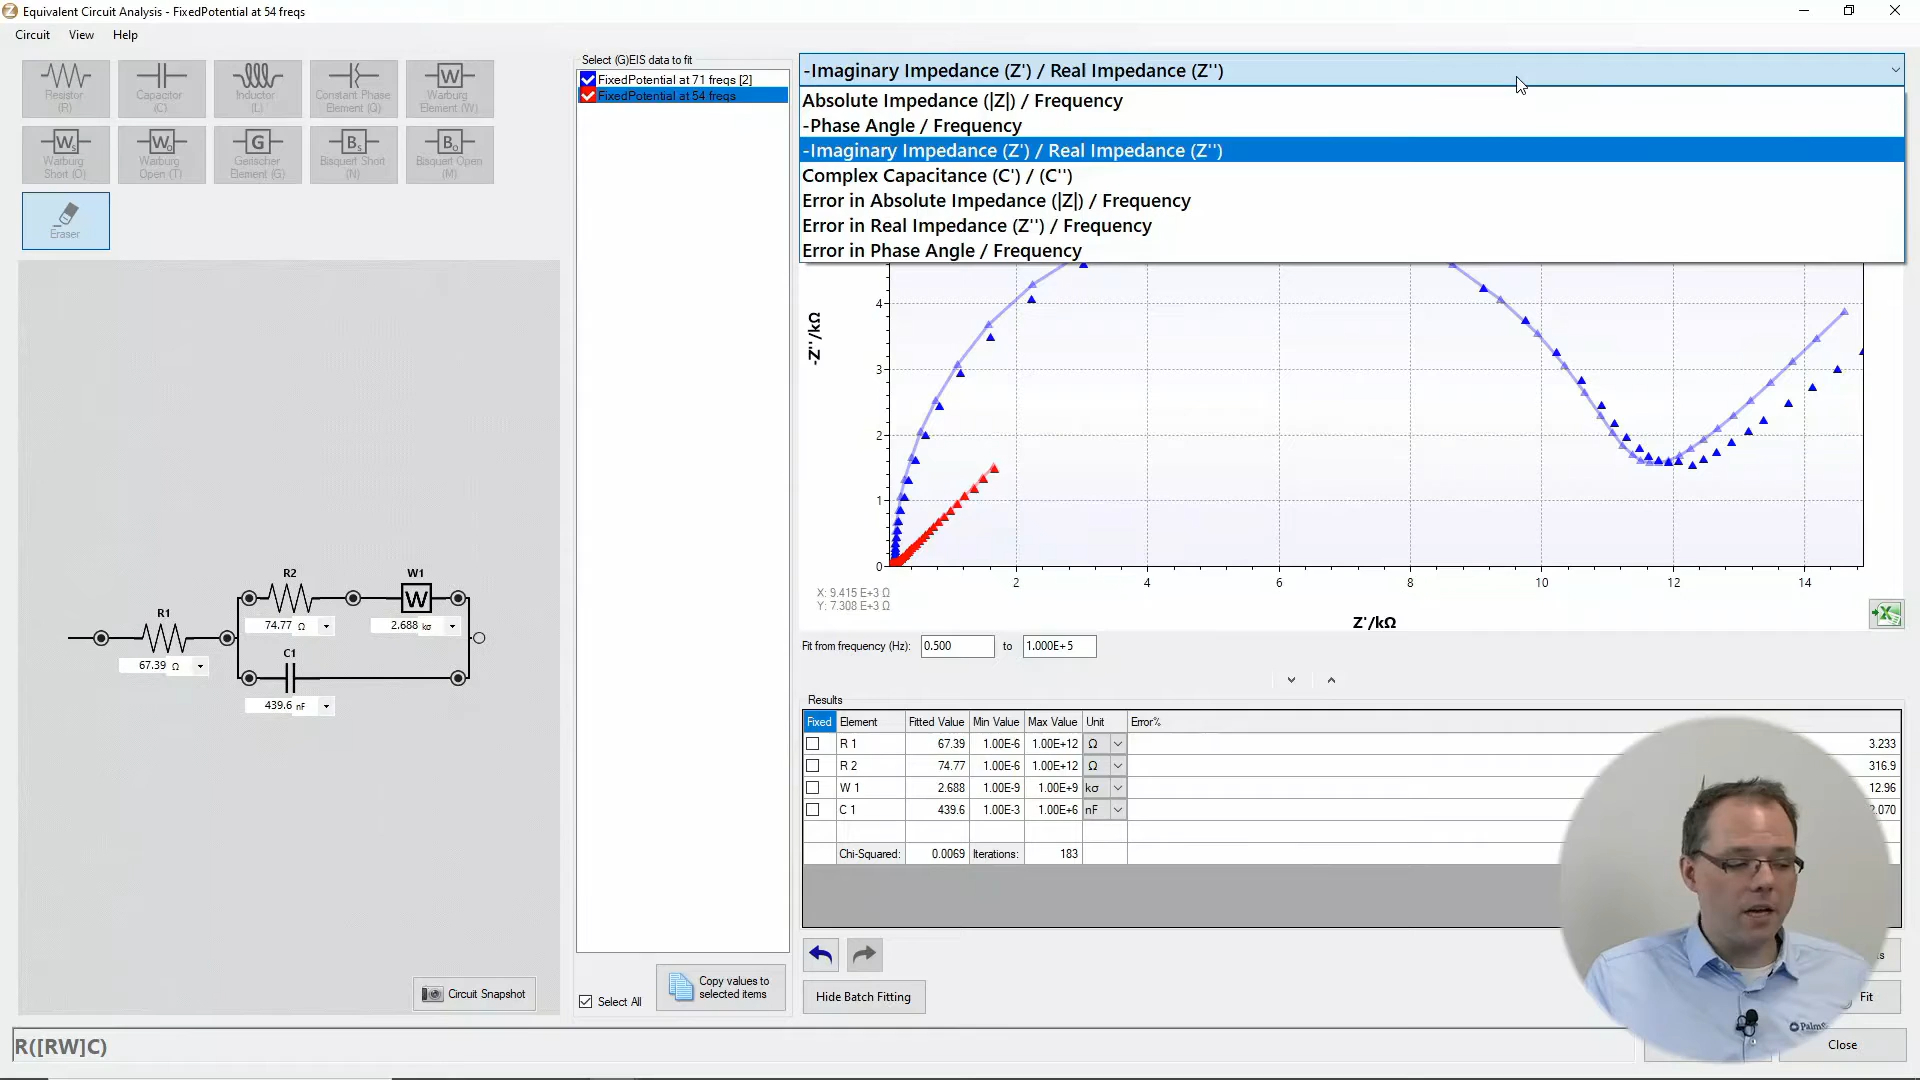 Equivalent Circuit Analysis - FixedPotential at 54 freqs
Circuit View Help
Resistor (R)
Capacitor (C)
Inductor (L)
Constant Phase Element (Q)
W
Warburg Element (W)
Ws
Warburg Short (O)
Wo
Warburg Open (T)
G
Gerischer Element (G)
Bs
Bisquert Short (N)
Bo
Bisquert Open (M)
Eraser
Select (G)EIS data to fit
FixedPotential at 71 freqs [2]
FixedPotential at 54 freqs
-Imaginary Impedance (Z') / Real Impedance (Z'')
Absolute Impedance (|Z|) / Frequency
-Phase Angle / Frequency
-Imaginary Impedance (Z') / Real Impedance (Z'')
Complex Capacitance (C') / (C'')
Error in Absolute Impedance (|Z|) / Frequency
Error in Real Impedance (Z'') / Frequency
Error in Phase Angle / Frequency
-Z''/kΩ
4
3
2
1
0
2 4 6 8 10 12 14
X: 9.415 E+3 Ω
Y: 7.308 E+3 Ω
Z'/kΩ
R1
67.39 Ω
R2
74.77 Ω
W1
W
2.688 kσ
C1
439.6 nF
Fit from frequency (Hz): 0.500 to 1.000E+5
Results
Fixed Element Fitted Value Min Value Max Value Unit Error%
R 1 67.39 1.00E-6 1.00E+12 Ω 3.233
R 2 74.77 1.00E-6 1.00E+12 Ω 316.9
W 1 2.688 1.00E-9 1.00E+9 kσ 12.96
C 1 439.6 1.00E-3 1.00E+6 nF
Chi-Squared: 0.0069 Iterations: 183
Circuit Snapshot
Select All
Copy values to selected items
Hide Batch Fitting
Fit
Close
R([RW]C)